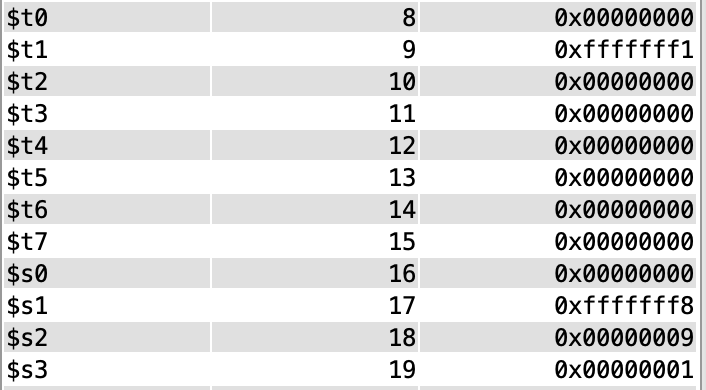 $t0 8 0x00000000
$t1 9 0xfffffff1
$t2 10 0x00000000
$t3 11 0x00000000
$t4 12 0x00000000
$t5 13 0x00000000
$t6 14 0x00000000
$t7 15 0x00000000
$s0 16 0x00000000
$s1 17 0xfffffff8
$s2 18 0x00000009
$s3 19 0x00000001